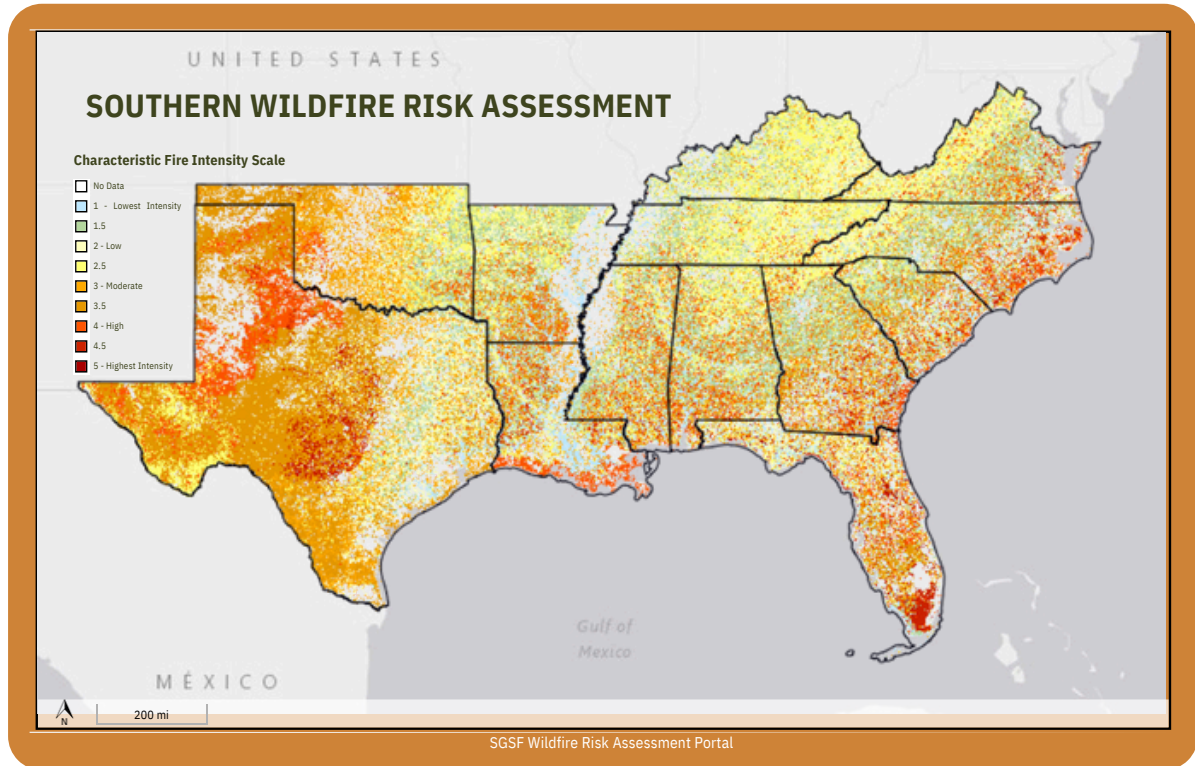 UNITED STATES
SOUTHERN WILDFIRE RISK ASSESSMENT
Characteristic Fire Intensity Scale
No Data
1 - Lowest Intensity
1.5
2 - Low
2.5
3 - Moderate
3.5
4 - High
4.5
5 - Highest Intensity
Gulf of
Mexico
MÉXICO
N
200 mi
SGSF Wildfire Risk Assessment Portal